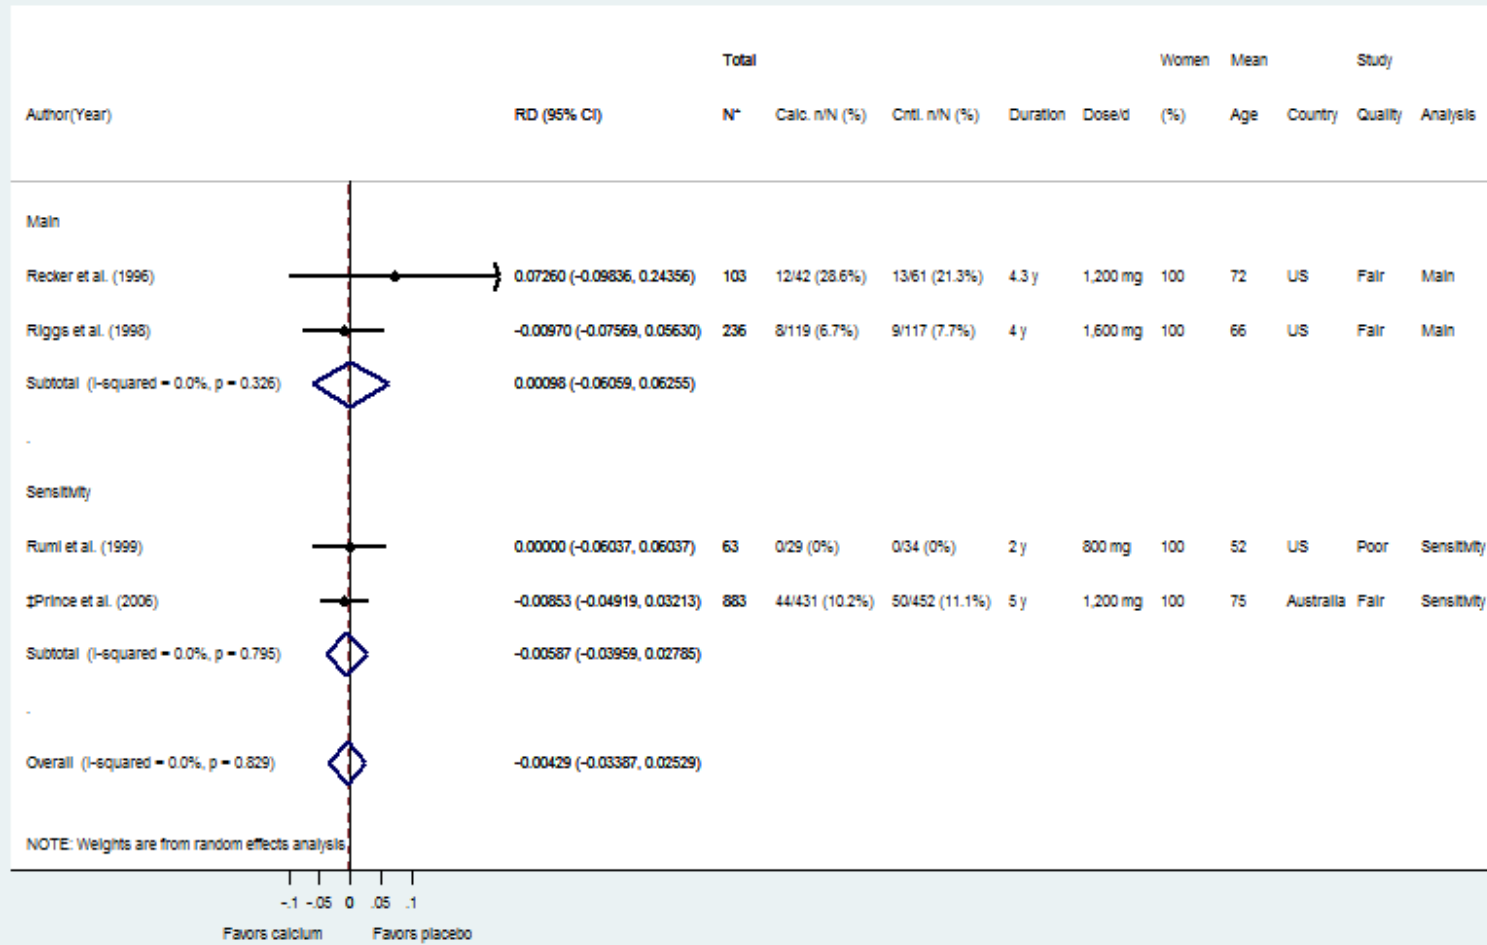 Total Women Mean Study
Author(Year) RD (95% CI) N* Calc. n/N (%) Cntl. n/N (%) Duration Dose/d (%) Age Country Quality Analysis
Main
Recker et al. (1996) 0.07260 (-0.09836, 0.24356) 103 12/42 (28.6%) 13/61 (21.3%) 4.3 y 1,200 mg 100 72 US Fair Main
Riggs et al. (1998) -0.00970 (-0.07569, 0.05630) 236 8/119 (6.7%) 9/117 (7.7%) 4 y 1,600 mg 100 66 US Fair Main
Subtotal (I-squared = 0.0%, p = 0.326) 0.00098 (-0.06059, 0.06255)
.
Sensitivity
Ruml et al. (1999) 0.00000 (-0.06037, 0.06037) 63 0/29 (0%) 0/34 (0%) 2 y 800 mg 100 52 US Poor Sensitivity
‡Prince et al. (2006) -0.00853 (-0.04919, 0.03213) 883 44/431 (10.2%) 50/452 (11.1%) 5 y 1,200 mg 100 75 Australia Fair Sensitivity
Subtotal (I-squared = 0.0%, p = 0.795) -0.00587 (-0.03959, 0.02785)
.
Overall (I-squared = 0.0%, p = 0.829) -0.00429 (-0.03387, 0.02529)
NOTE: Weights are from random effects analysis
-.1 -.05 0 .05 .1
Favors calcium Favors placebo